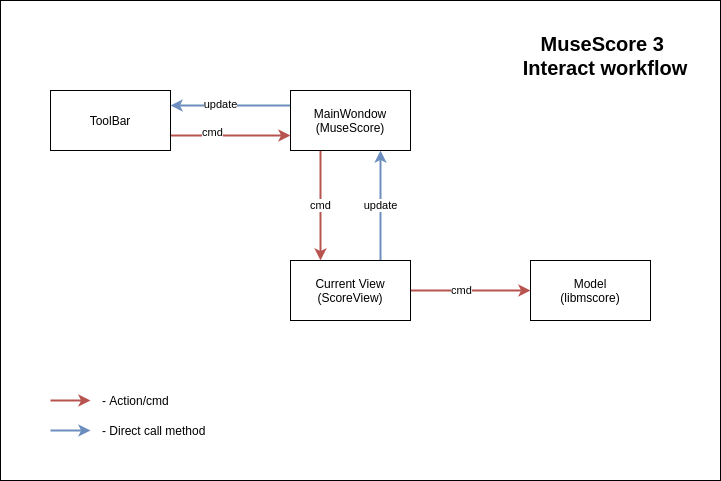 MuseScore 3
Interact workflow
update
ToolBar
MainWondow
(MuseScore)
cmd
cmd
update
Current View
(ScoreView)
cmd
Model
(libmscore)
- Action/cmd
- Direct call method